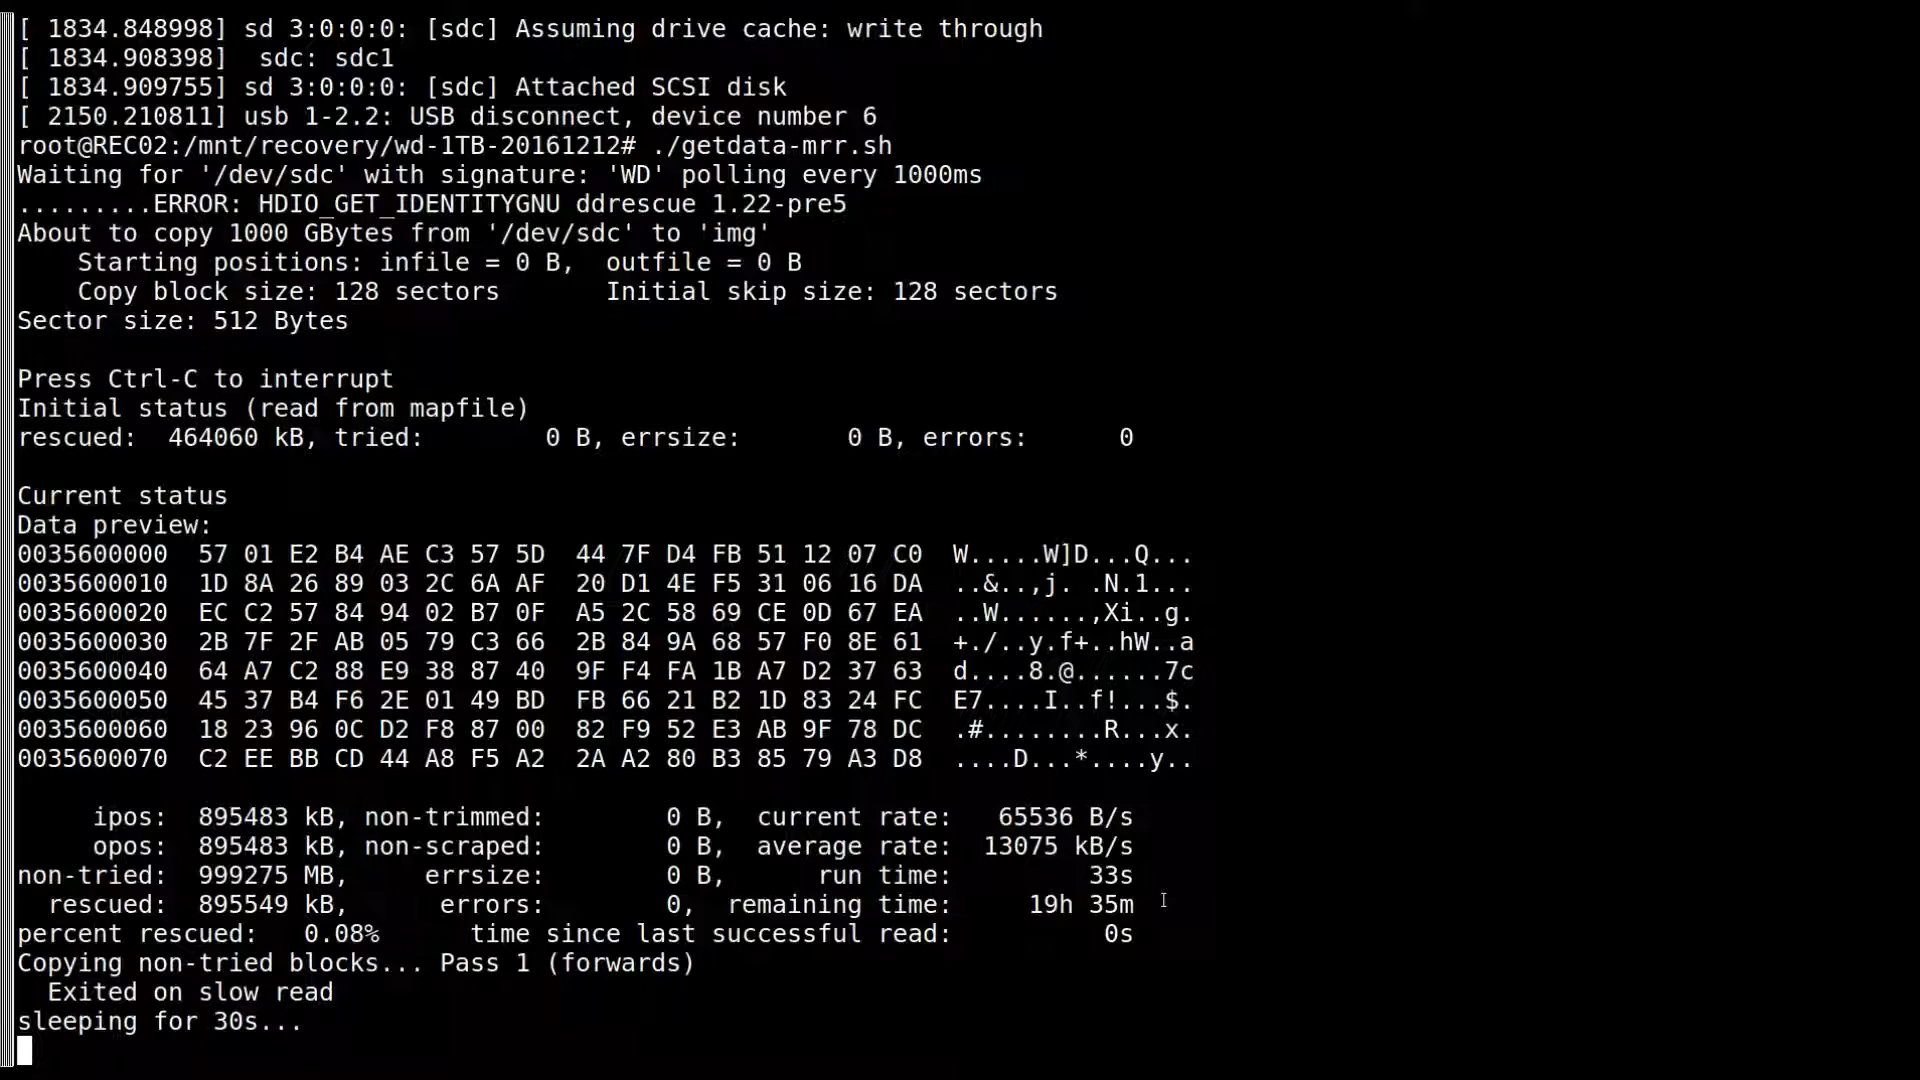 [ 1834.848998] sd 3:0:0:0: [sdc] Assuming drive cache: write through
[ 1834.908398]  sdc: sdc1
[ 1834.909755] sd 3:0:0:0: [sdc] Attached SCSI disk
[ 2150.210811] usb 1-2.2: USB disconnect, device number 6
root@REC02:/mnt/recovery/wd-1TB-20161212# ./getdata-mrr.sh
Waiting for '/dev/sdc' with signature: 'WD' polling every 1000ms
.........ERROR: HDIO_GET_IDENTITYGNU ddrescue 1.22-pre5
About to copy 1000 GBytes from '/dev/sdc' to 'img'
    Starting positions: infile = 0 B,  outfile = 0 B
    Copy block size: 128 sectors       Initial skip size: 128 sectors
Sector size: 512 Bytes

Press Ctrl-C to interrupt
Initial status (read from mapfile)
rescued:  464060 kB, tried:        0 B, errsize:       0 B, errors:      0

Current status
Data preview:
0035600000  57 01 E2 B4 AE C3 57 5D  44 7F D4 FB 51 12 07 C0  W.....W]D...Q...
0035600010  1D 8A 26 89 03 2C 6A AF  20 D1 4E F5 31 06 16 DA  ..&..,j. .N.1...
0035600020  EC C2 57 84 94 02 B7 0F  A5 2C 58 69 CE 0D 67 EA  ..W......,Xi..g.
0035600030  2B 7F 2F AB 05 79 C3 66  2B 84 9A 68 57 F0 8E 61  +./..y.f+..hW..a
0035600040  64 A7 C2 88 E9 38 87 40  9F F4 FA 1B A7 D2 37 63  d....8.@......7c
0035600050  45 37 B4 F6 2E 01 49 BD  FB 66 21 B2 1D 83 24 FC  E7....I..f!...$.
0035600060  18 23 96 0C D2 F8 87 00  82 F9 52 E3 AB 9F 78 DC  .#........R...x.
0035600070  C2 EE BB CD 44 A8 F5 A2  2A A2 80 B3 85 79 A3 D8  ....D...*....y..

     ipos:  895483 kB, non-trimmed:        0 B,  current rate:   65536 B/s
     opos:  895483 kB, non-scraped:        0 B,  average rate:  13075 kB/s
non-tried:  999275 MB,     errsize:        0 B,      run time:         33s
  rescued:  895549 kB,      errors:        0,  remaining time:     19h 35m
percent rescued:   0.08%      time since last successful read:          0s
Copying non-tried blocks... Pass 1 (forwards)
  Exited on slow read
sleeping for 30s...